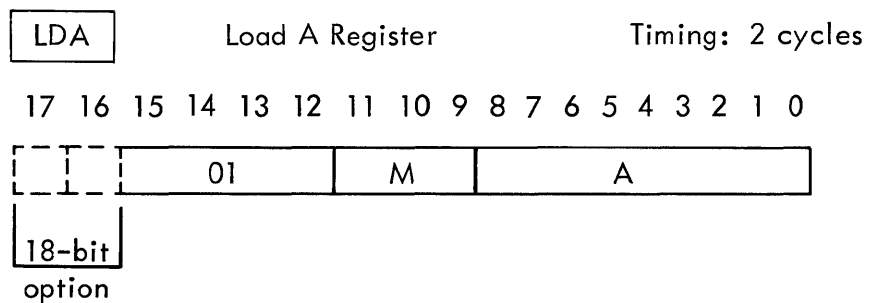 LDA Load A Register Timing: 2 cycles
17 16 15 14 13 12 11 10 9 8 7 6 5 4 3 2 1 0
01 M A
18-bit
option